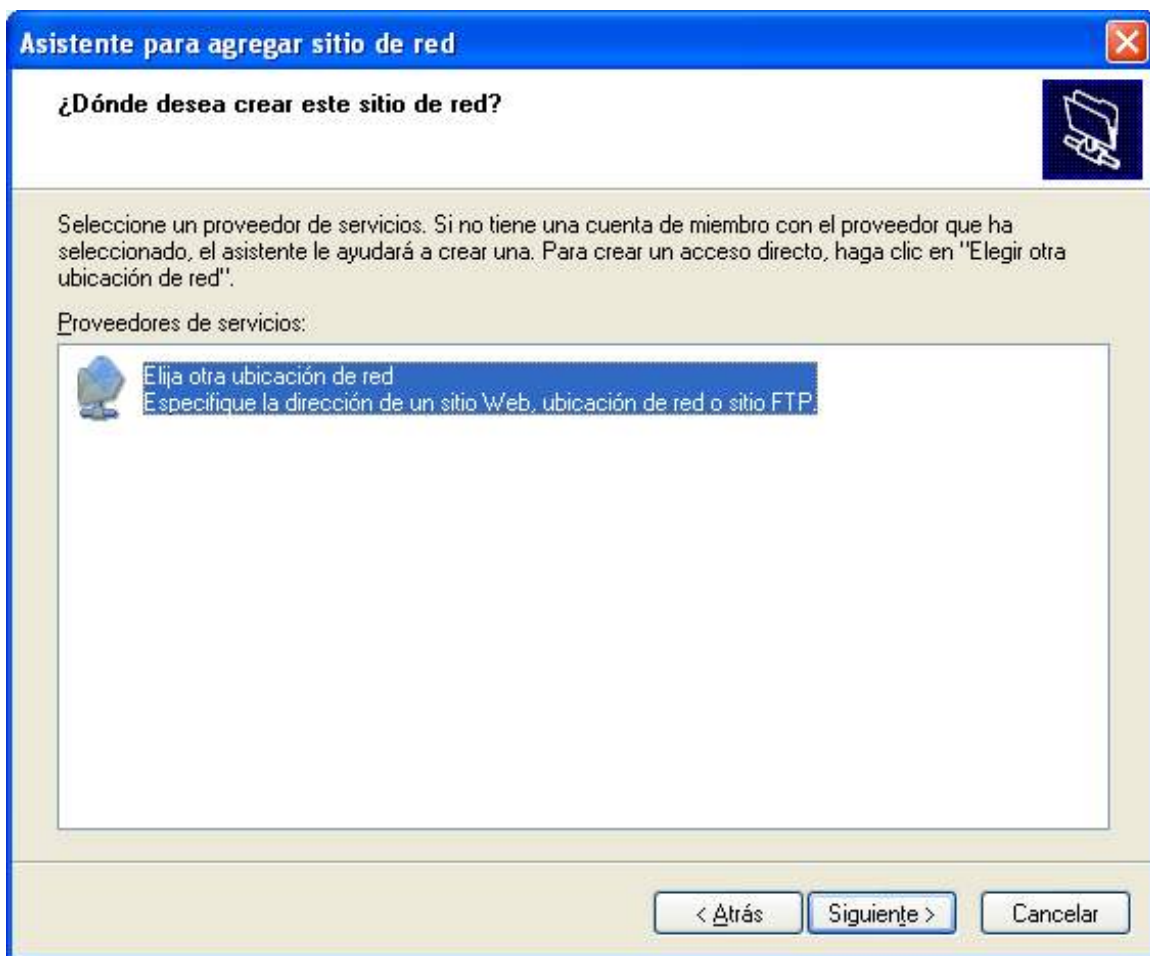 Asistente para agregar sitio de red
¿Dónde desea crear este sitio de red?
Seleccione un proveedor de servicios. Si no tiene una cuenta de miembro con el proveedor que ha
seleccionado, el asistente le ayudará a crear una. Para crear un acceso directo, haga clic en "Elegir otra
ubicación de red".
Proveedores de servicios:
Elija otra ubicación de red
Especifique la dirección de un sitio Web, ubicación de red o sitio FTP.
< Atrás
Siguiente >
Cancelar